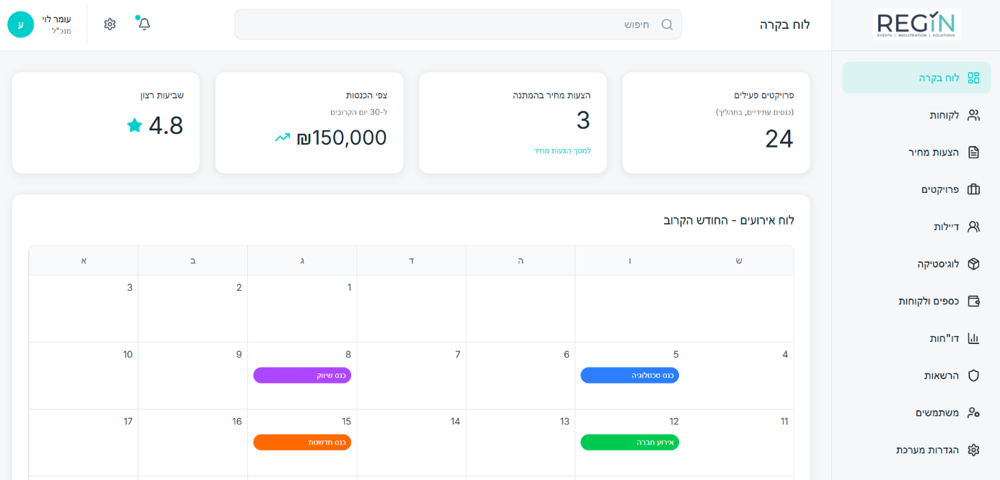 REGiN
EVENTS | REGISTRATION | SOLUTIONS
לוח בקרה
לקוחות
הצעות מחיר
פרויקטים
דיילות
לוגיסטיקה
כספים ולקוחות
דו"חות
הרשאות
משתמשים
הגדרות מערכת
לוח בקרה
חיפוש
עומר לוי
מנכ"ל
ע
פרויקטים פעילים
(כנסים עתידיים, בתהליך)
24
הצעות מחיר בהמתנה
3
למסך הצעות מחיר
צפי הכנסות
ל-30 יום הקרובים
₪150,000
שביעות רצון
4.8
לוח אירועים - החודש הקרוב
ש ו ה ד ג ב א
1 2 3
4 5 6 7 8 9 10
כנס טכנולוגיה כנס שיווק
11 12 13 14 15 16 17
אירוע חברה כנס חדשנות